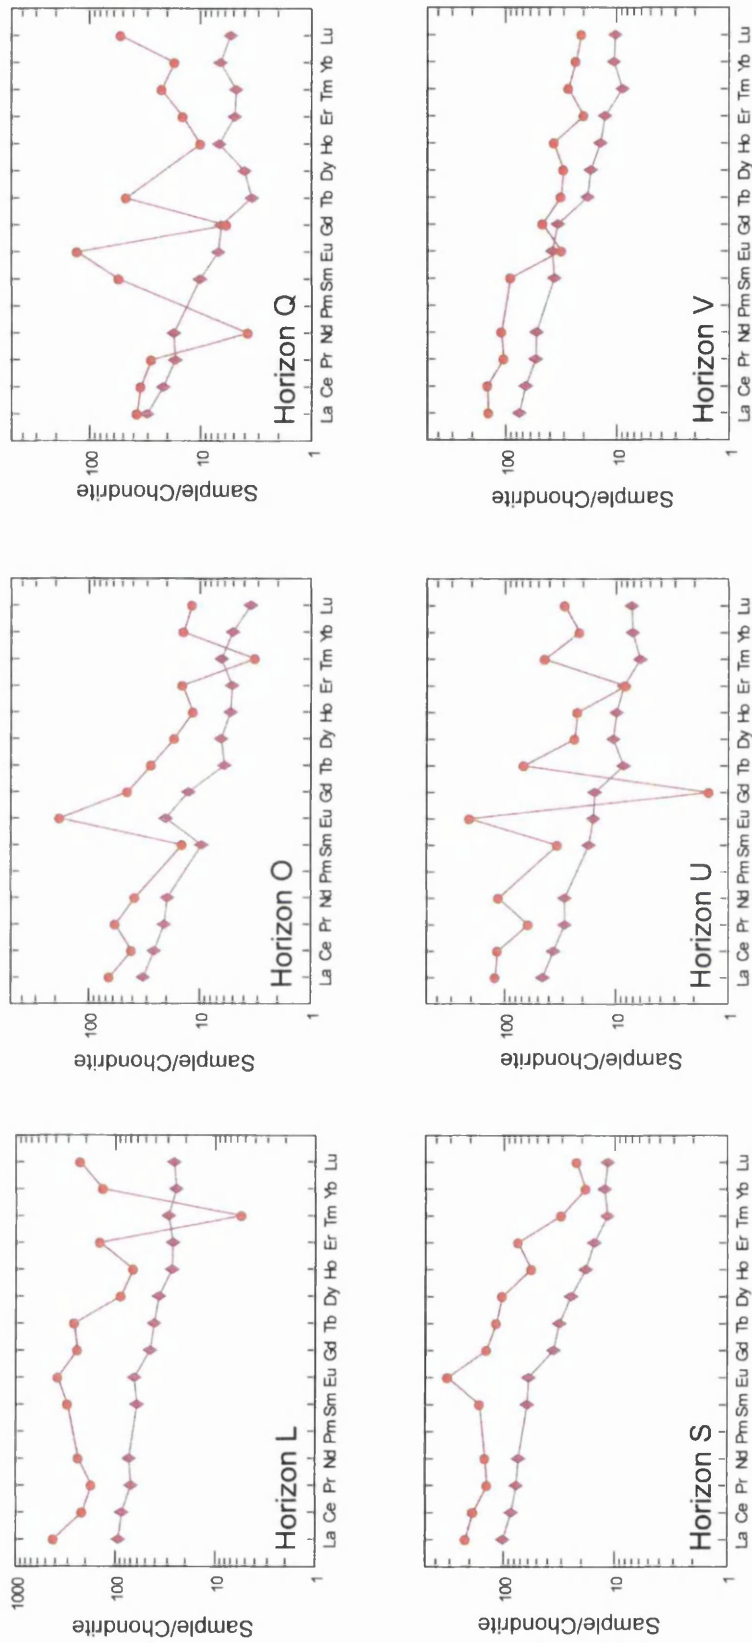 Sample/Chondrite
1000
100
10
1
Horizon L
La Ce Pr Nd Pm Sm Eu Gd Tb Dy Ho Er Tm Yb Lu
Sample/Chondrite
100
10
1
Horizon O
La Ce Pr Nd Pm Sm Eu Gd Tb Dy Ho Er Tm Yb Lu
Sample/Chondrite
100
10
1
Horizon Q
La Ce Pr Nd Pm Sm Eu Gd Tb Dy Ho Er Tm Yb Lu
Sample/Chondrite
100
10
1
Horizon S
La Ce Pr Nd Pm Sm Eu Gd Tb Dy Ho Er Tm Yb Lu
Sample/Chondrite
100
10
1
Horizon U
La Ce Pr Nd Pm Sm Eu Gd Tb Dy Ho Er Tm Yb Lu
Sample/Chondrite
100
10
1
Horizon V
La Ce Pr Nd Pm Sm Eu Gd Tb Dy Ho Er Tm Yb Lu